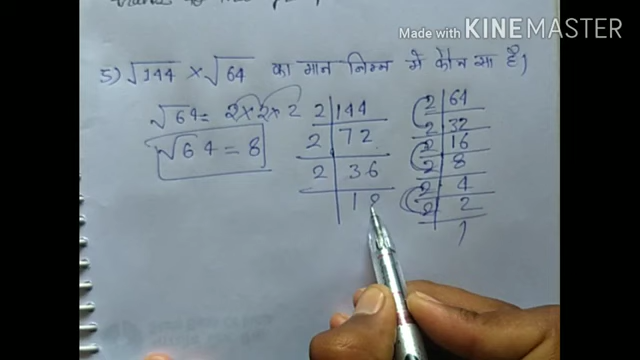 Made with KINEMASTER
5) √144 × √64 का मान निम्न में कौन सा है।
√64 = 2×2×2
√64 = 8
2 | 144
2 | 72
2 | 36
18
2 | 64
2 | 32
2 | 16
2 | 8
2 | 4
2 | 2
1